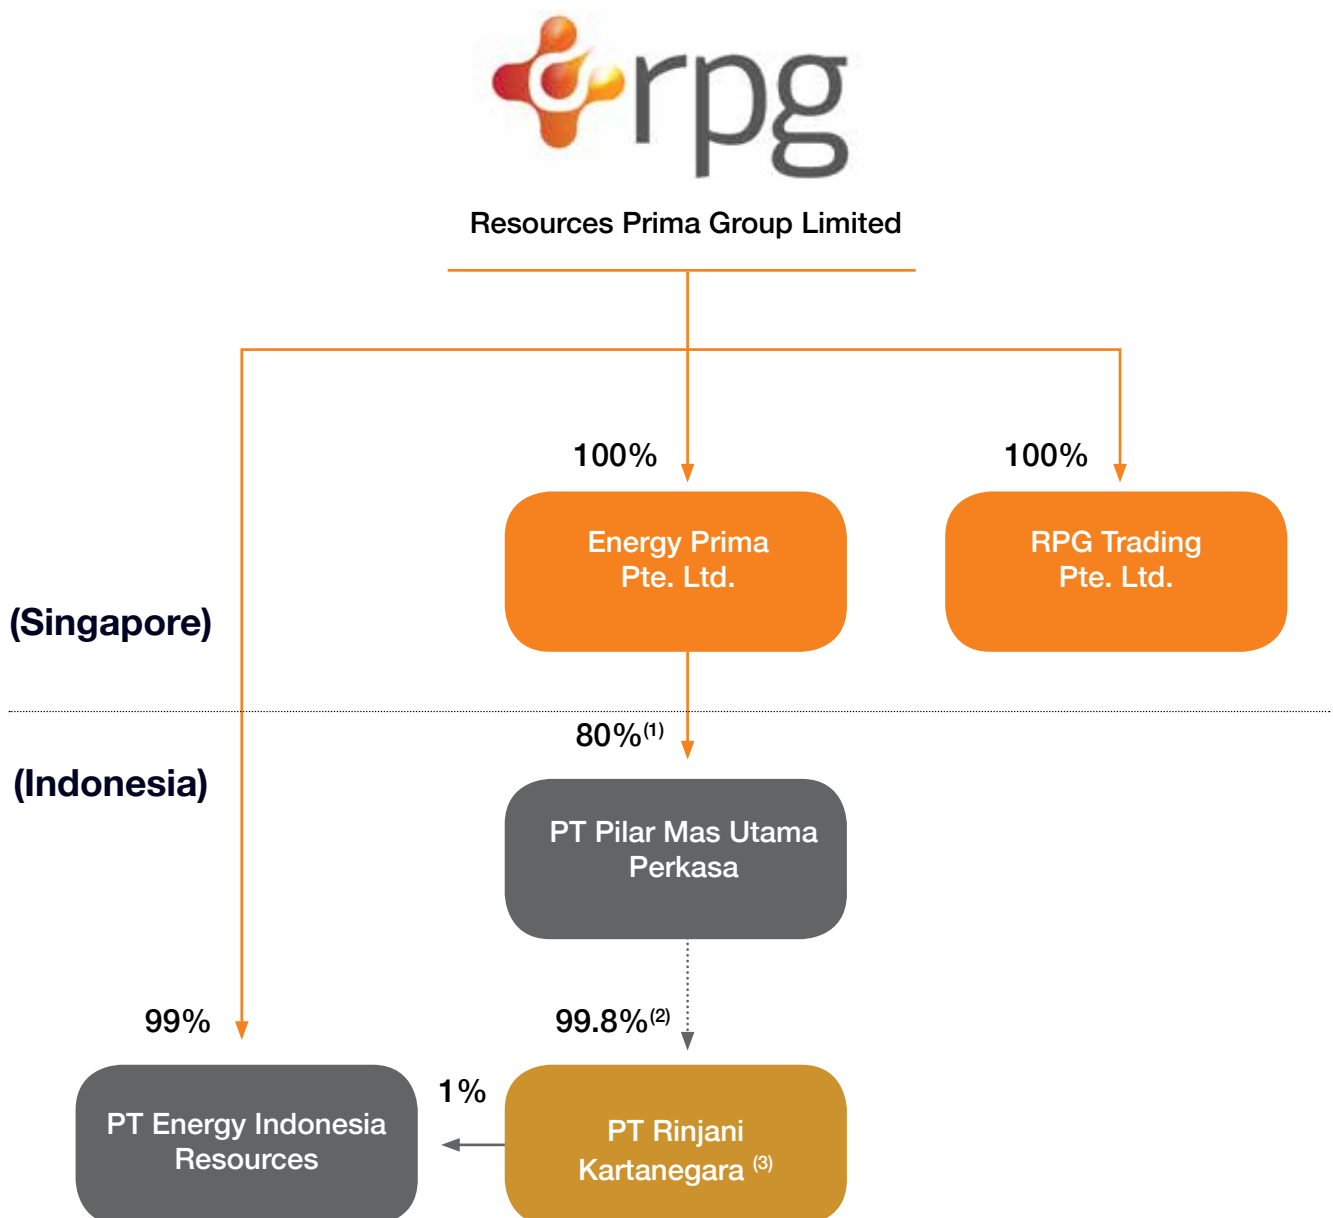 rpg
Resources Prima Group Limited
100%
100%
Energy Prima
Pte. Ltd.
RPG Trading
Pte. Ltd.
(Singapore)
80%(1)
(Indonesia)
PT Pilar Mas Utama
Perkasa
99%
99.8%(2)
1%
PT Energy Indonesia
Resources
PT Rinjani
Kartanegara (3)